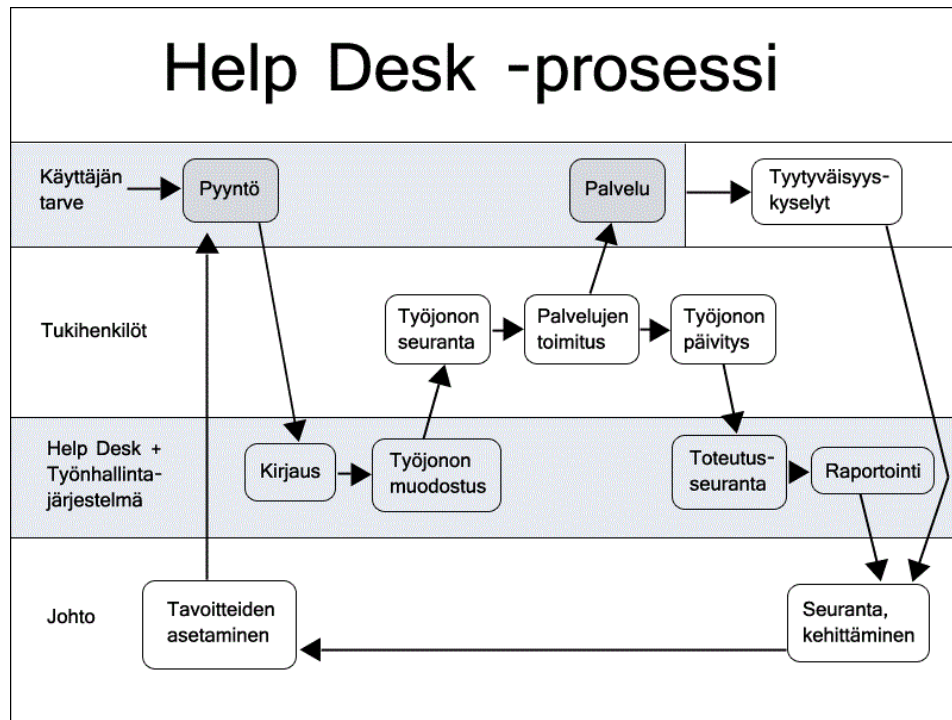 Help Desk -prosessi
Käyttäjän
tarve
Pyyntö
Palvelu
Tyytyväisyys-
kyselyt
Tukihenkilöt
Työjonon
seuranta
Palvelujen
toimitus
Työjonon
päivitys
Help Desk +
Työnhallinta-
järjestelmä
Kirjaus
Työjonon
muodostus
Toteutus-
seuranta
Raportointi
Johto
Tavoitteiden
asetaminen
Seuranta,
kehittäminen